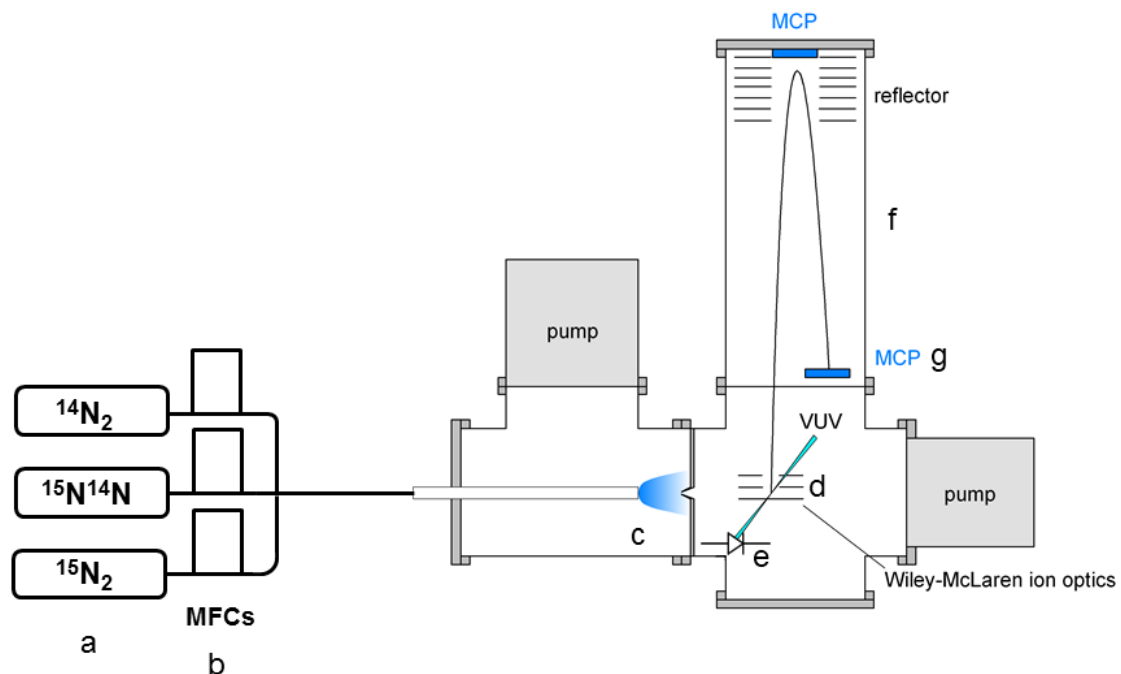 MCP
reflector
f
pump
MCP g
¹⁴N₂
VUV
¹⁵N¹⁴N
d
pump
c
e
¹⁵N₂
Wiley-McLaren ion optics
MFCs
a
b